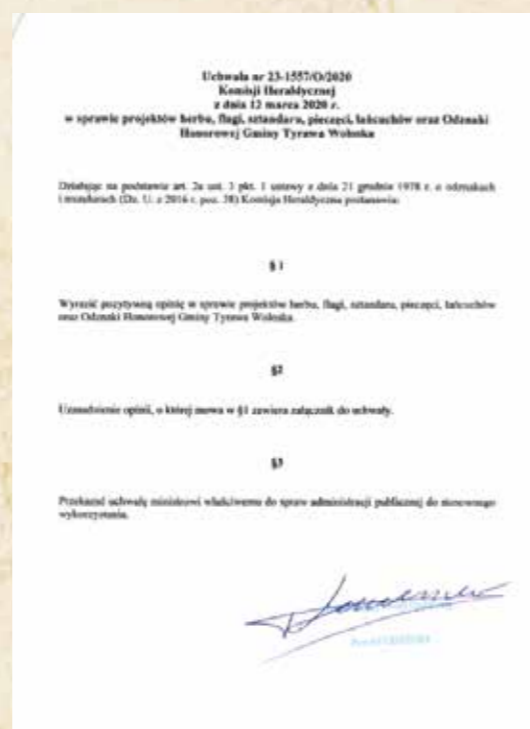 Uchwała nr 23-1557/O/2020
Komisji Heraldycznej
z dnia 12 marca 2020 r.
w sprawie projektów herbu, flagi, sztandaru, pieczęci, łańcuchów oraz Odznaki
Honorowej Gminy Tyrawa Wołoska
Działając na podstawie art. 2a ust. 3 pkt. 1 ustawy z dnia 21 grudnia 1978 r. o odznakach
i mundurach (Dz. U. z 2016 r. poz. 38) Komisja Heraldyczna postanawia:
§1
Wyrazić pozytywną opinię w sprawie projektów herbu, flagi, sztandaru, pieczęci, łańcuchów
oraz Odznaki Honorowej Gminy Tyrawa Wołoska.
§2
Uzasadnienie opinii, o której mowa w §1 zawiera załącznik do uchwały.
§3
Przekazać uchwałę ministrowi właściwemu do spraw administracji publicznej do stosownego
wykorzystania.